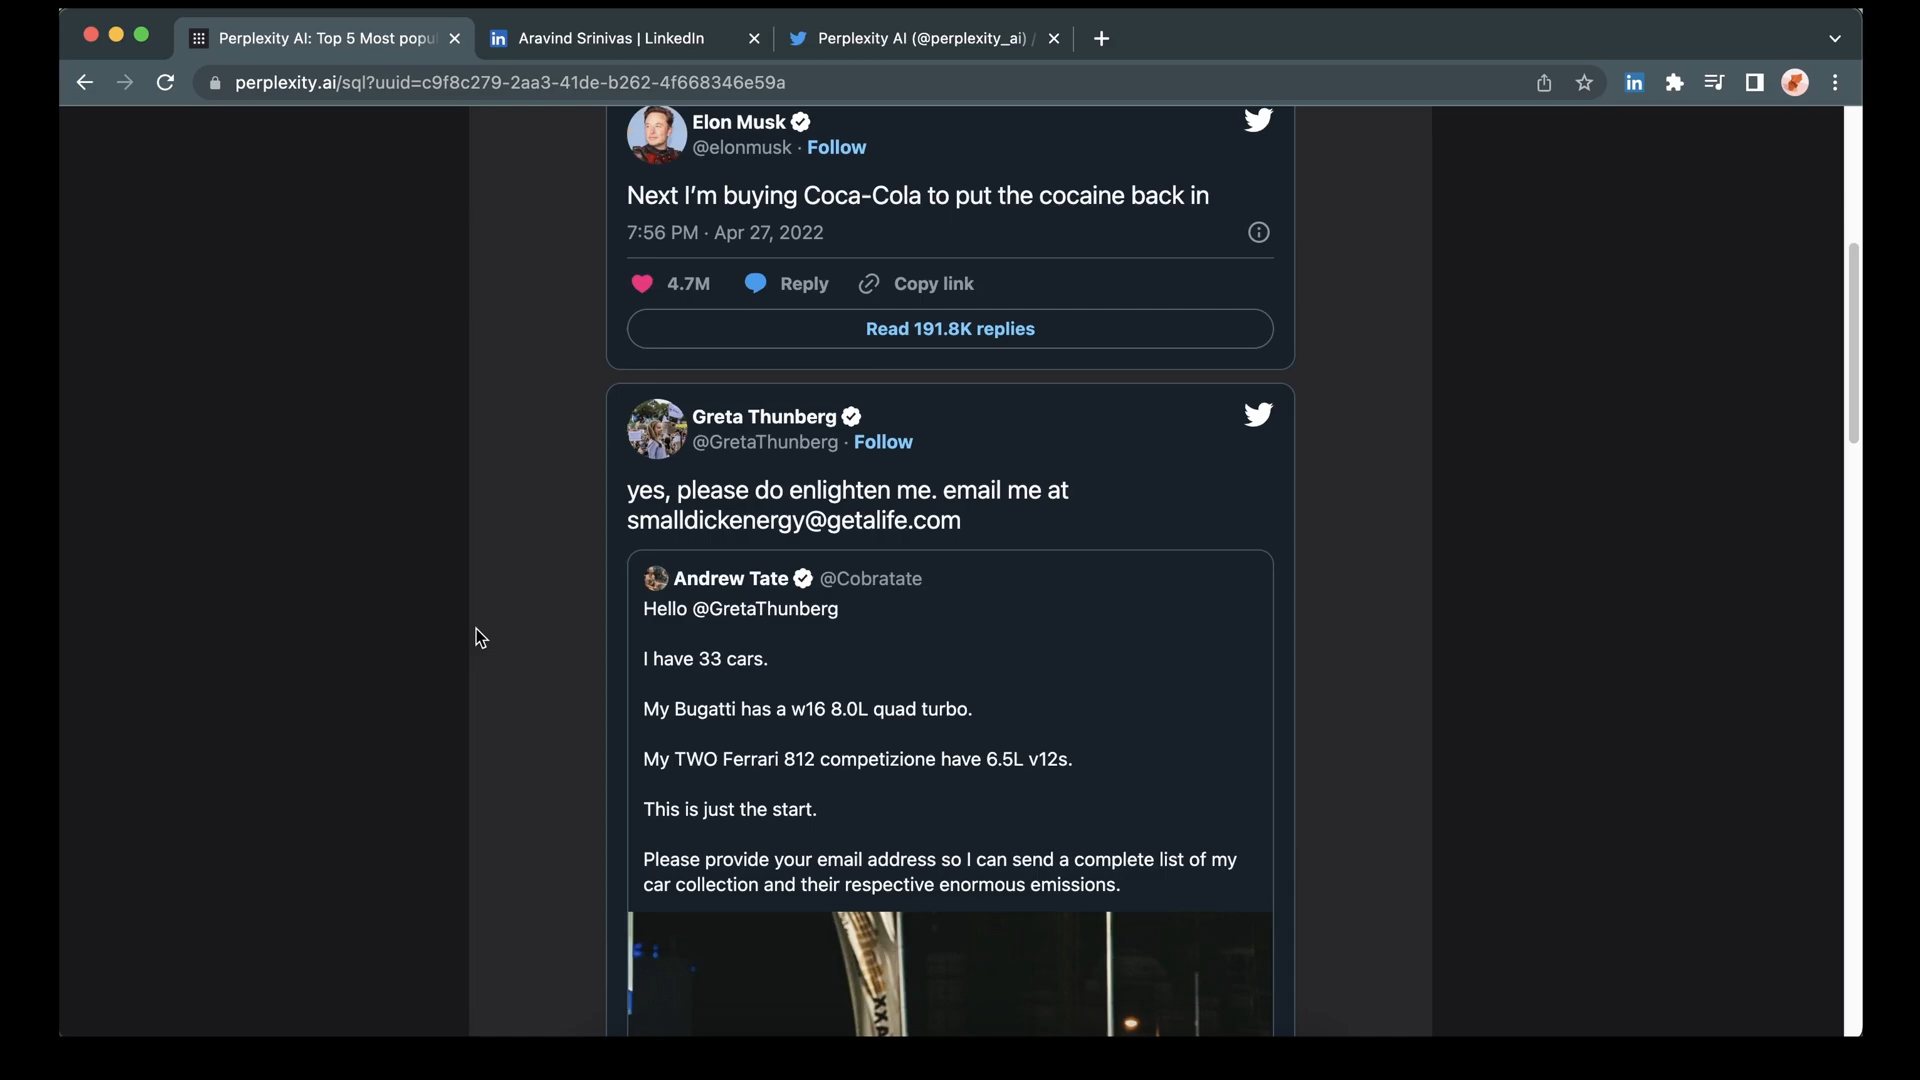 Perplexity AI: Top 5 Most popu
Aravind Srinivas | LinkedIn
Perplexity AI (@perplexity_ai) /
perplexity.ai/sql?uuid=c9f8c279-2aa3-41de-b262-4f668346e59a
Elon Musk
@elonmusk · Follow
Next I’m buying Coca-Cola to put the cocaine back in
7:56 PM · Apr 27, 2022
4.7M Reply Copy link
Read 191.8K replies
Greta Thunberg
@GretaThunberg · Follow
yes, please do enlighten me. email me at
smalldickenergy@getalife.com
Andrew Tate @Cobratate
Hello @GretaThunberg
I have 33 cars.
My Bugatti has a w16 8.0L quad turbo.
My TWO Ferrari 812 competizione have 6.5L v12s.
This is just the start.
Please provide your email address so I can send a complete list of my
car collection and their respective enormous emissions.